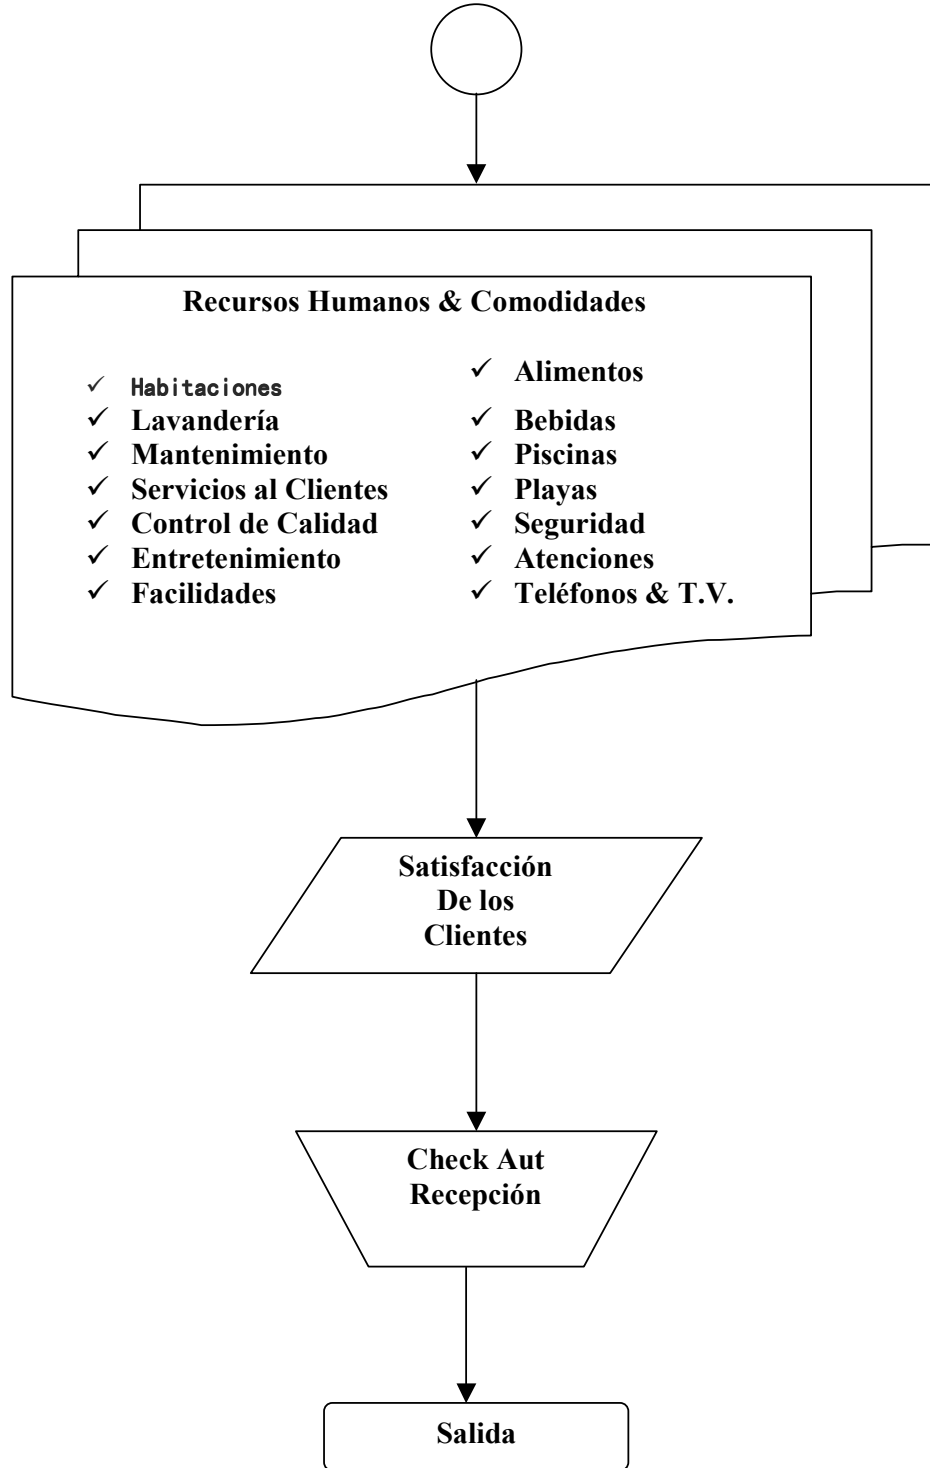 Recursos Humanos & Comodidades
✓ Habitaciones
✓ Lavandería
✓ Mantenimiento
✓ Servicios al Clientes
✓ Control de Calidad
✓ Entretenimiento
✓ Facilidades
✓ Alimentos
✓ Bebidas
✓ Piscinas
✓ Playas
✓ Seguridad
✓ Atenciones
✓ Teléfonos & T.V.
Satisfacción
De los
Clientes
Check Aut
Recepción
Salida